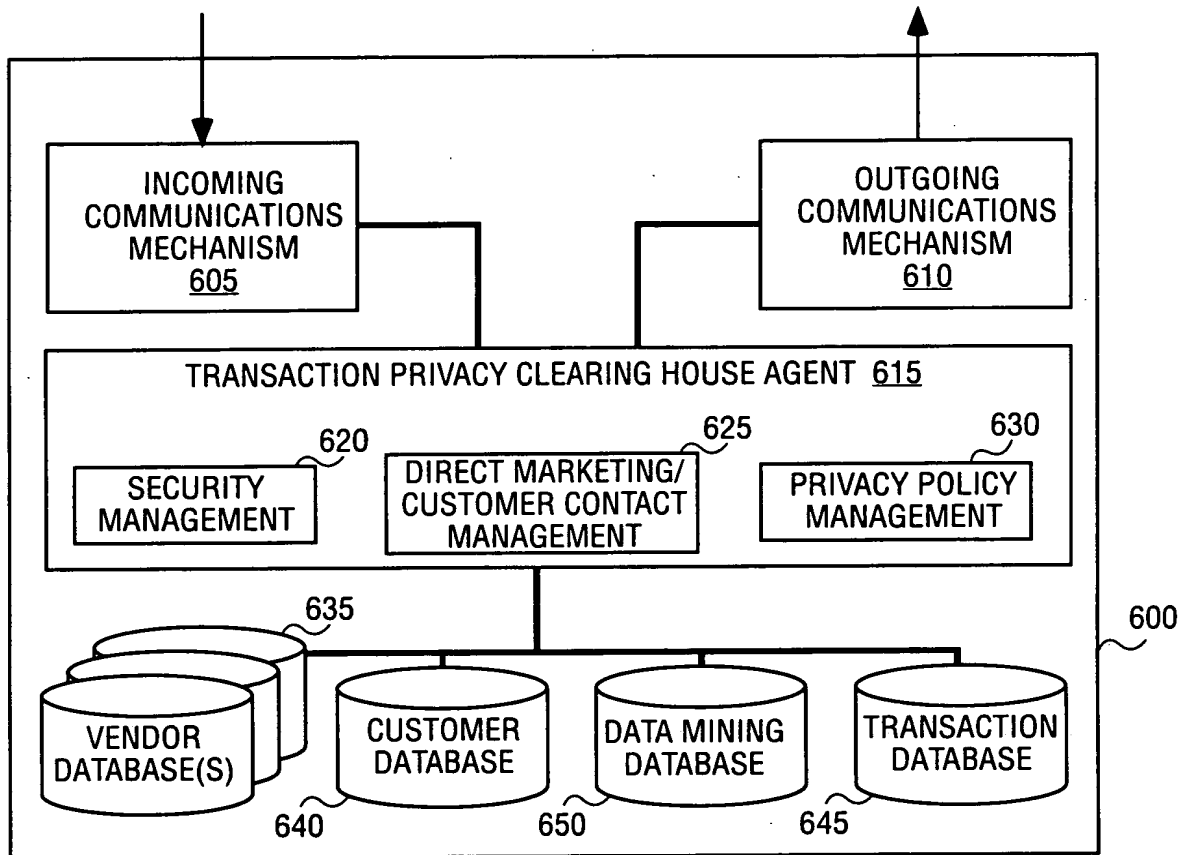 INCOMING
COMMUNICATIONS
MECHANISM
605
OUTGOING
COMMUNICATIONS
MECHANISM
610
TRANSACTION PRIVACY CLEARING HOUSE AGENT 615
620
SECURITY
MANAGEMENT
625
DIRECT MARKETING/
CUSTOMER CONTACT
MANAGEMENT
630
PRIVACY POLICY
MANAGEMENT
600
635
VENDOR
DATABASE(S)
CUSTOMER
DATABASE
640
DATA MINING
DATABASE
650
TRANSACTION
DATABASE
645